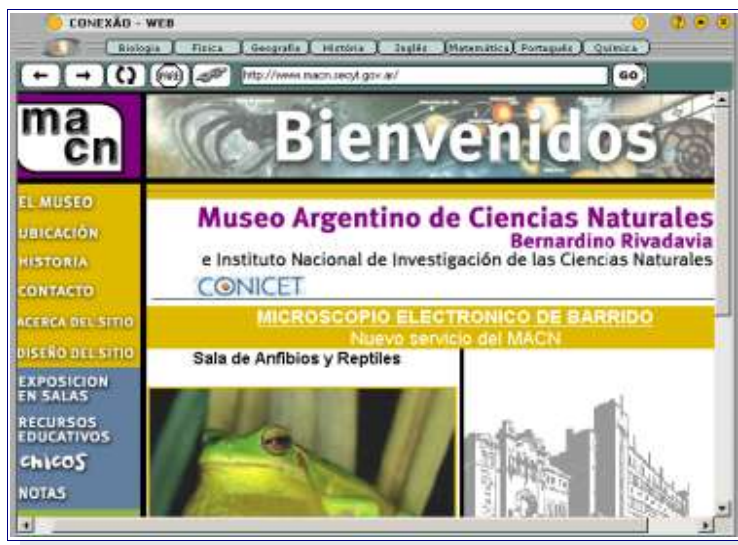 CONEXÃO - WEB
Biologia Física Geografia História Inglês Matemática Português Química
http://www.macn.secyt.gov.ar/ GO
ma
cn
Bienvenidos
EL MUSEO
UBICACIÓN
HISTORIA
CONTACTO
ACERCA DEL SITIO
DISEÑO DEL SITIO
EXPOSICION
EN SALAS
RECURSOS
EDUCATIVOS
chicos
NOTAS
Museo Argentino de Ciencias Naturales
Bernardino Rivadavia
e Instituto Nacional de Investigación de las Ciencias Naturales
CONICET
MICROSCOPIO ELECTRONICO DE BARRIDO
Nuevo servicio del MACN
Sala de Anfibios y Reptiles